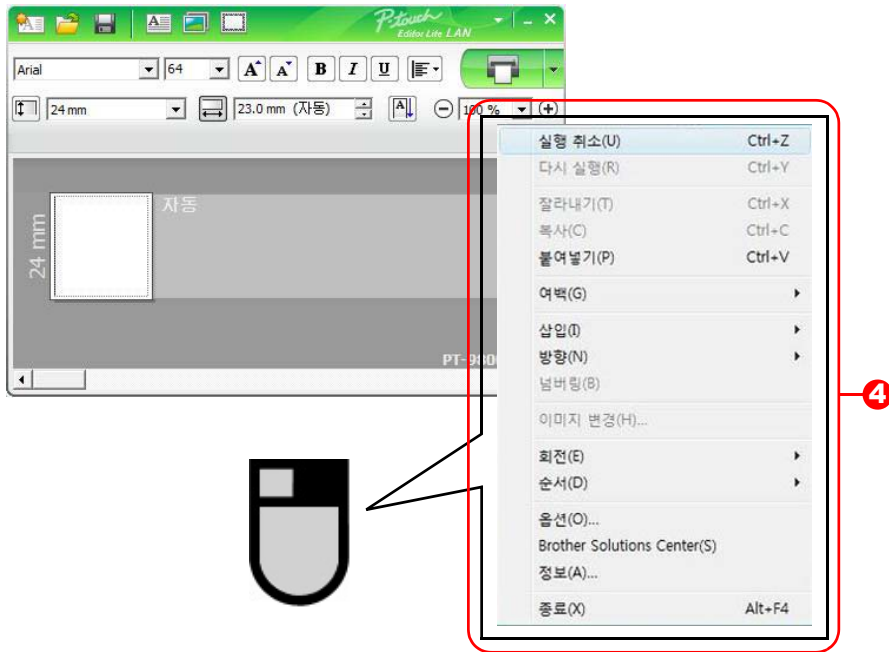 P-touch
Editor Lite LAN
Arial 64 A A B I U
24 mm 23.0 mm (자동) A 100 %
자동
24 mm
실행 취소(U) Ctrl+Z
다시 실행(R) Ctrl+Y
잘라내기(T) Ctrl+X
복사(C) Ctrl+C
붙여넣기(P) Ctrl+V
여백(G)
삽입(I)
방향(N)
넘버링(B)
이미지 변경(H)...
회전(E)
순서(D)
옵션(O)...
Brother Solutions Center(S)
정보(A)...
종료(X) Alt+F4
4